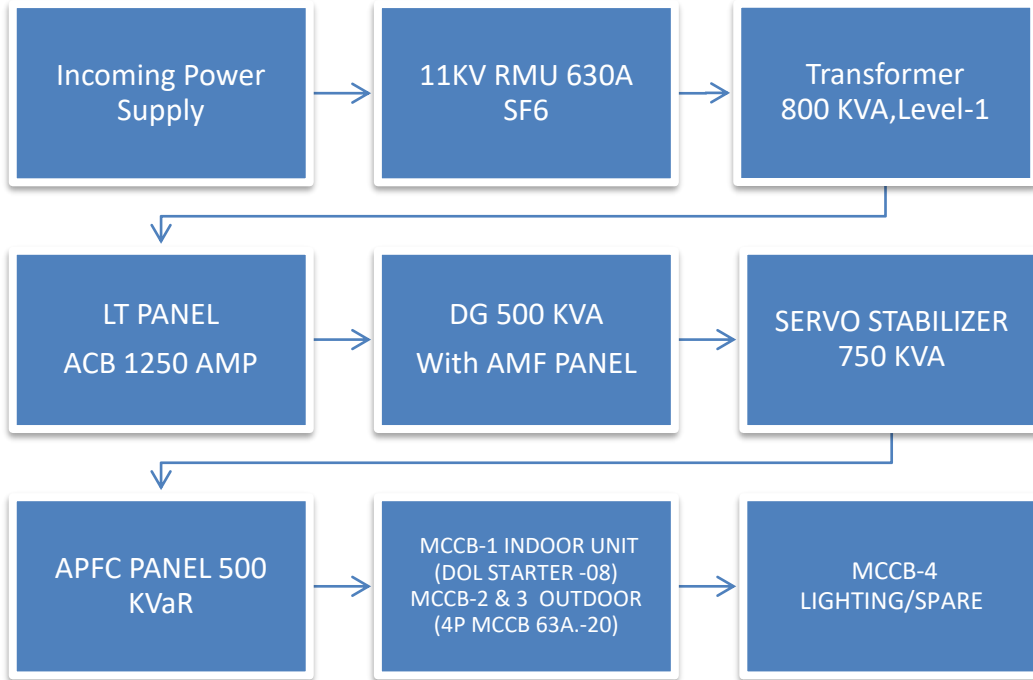 Incoming Power
Supply
11KV RMU 630A
SF6
Transformer
800 KVA,Level-1
LT PANEL
ACB 1250 AMP
DG 500 KVA
With AMF PANEL
SERVO STABILIZER
750 KVA
APFC PANEL 500
KVaR
MCCB-1 INDOOR UNIT
(DOL STARTER -08)
MCCB-2 & 3 OUTDOOR
(4P MCCB 63A.-20)
MCCB-4
LIGHTING/SPARE